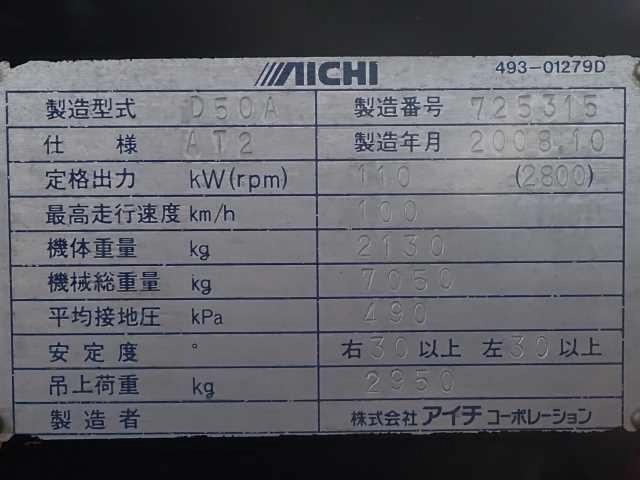 AICHI 493-01279D
製造型式 D50A 製造番号 725315
仕様 AT2 製造年月 2008.10
定格出力 kW(rpm) 110 (2800)
最高走行速度 km/h 100
機体重量 kg 2130
機械総重量 kg 7050
平均接地圧 kPa 490
安定度 ° 右30以上 左30以上
吊上荷重 kg 2950
製造者 株式会社アイチコーポレーション